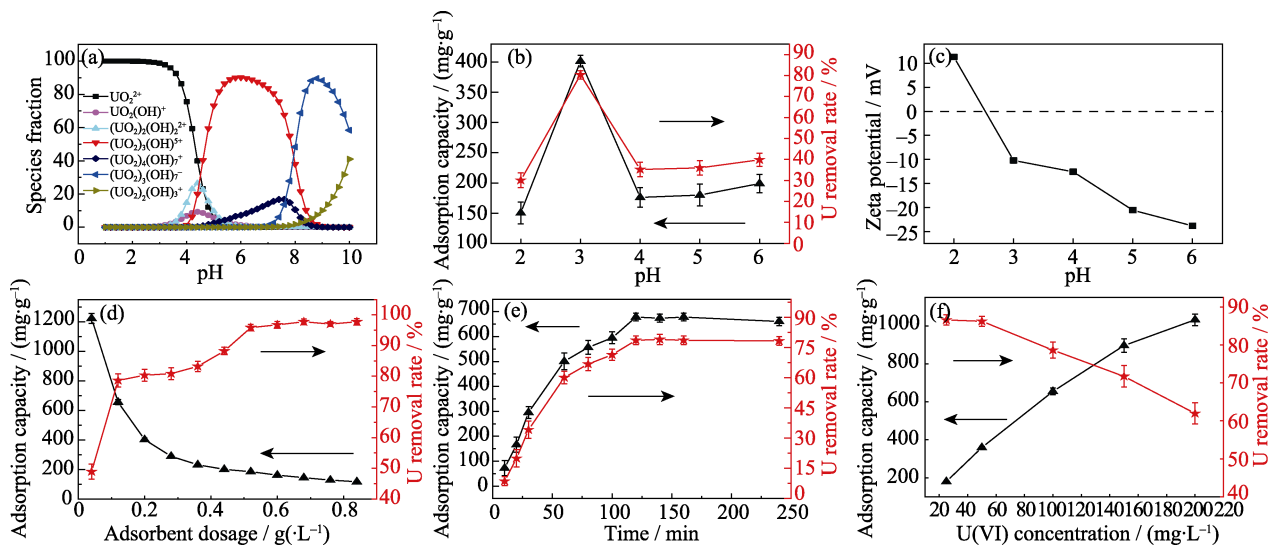 (a)
100
80
60
40
20
0
Species fraction
UO₂²⁺
UO₂(OH)⁺
(UO₂)₂(OH)₂²⁺
(UO₂)₃(OH)⁵⁺
(UO₂)₄(OH)₇⁺
(UO₂)₃(OH)₇⁻
(UO₂)₂(OH)₃⁺
0 2 4 6 8 10
pH
(b)
Adsorption capacity / (mg·g⁻¹)
400
350
300
250
200
150
100
90
80
60
40
30
20
10
0
U removal rate / %
2 3 4 5 6
pH
(c)
Zeta potential / mV
10
5
0
−5
−10
−15
−20
−25
2 3 4 5 6
pH
(d)
Adsorption capacity / (mg·g⁻¹)
1200
1000
800
600
400
200
0
100
90
80
70
60
50
40
U removal rate / %
0 0.2 0.4 0.6 0.8
Adsorbent dosage / g(·L⁻¹)
(e)
Adsorption capacity / (mg·g⁻¹)
700
600
500
400
300
200
100
0
90
75
60
45
30
15
0
U removal rate / %
0 50 100 150 200 250
Time / min
(f)
Adsorption capacity / (mg·g⁻¹)
1000
800
600
400
200
90
80
70
60
50
40
U removal rate / %
20 40 60 80 100 120 140 160 180 200 220
U(VI) concentration / (mg·L⁻¹)